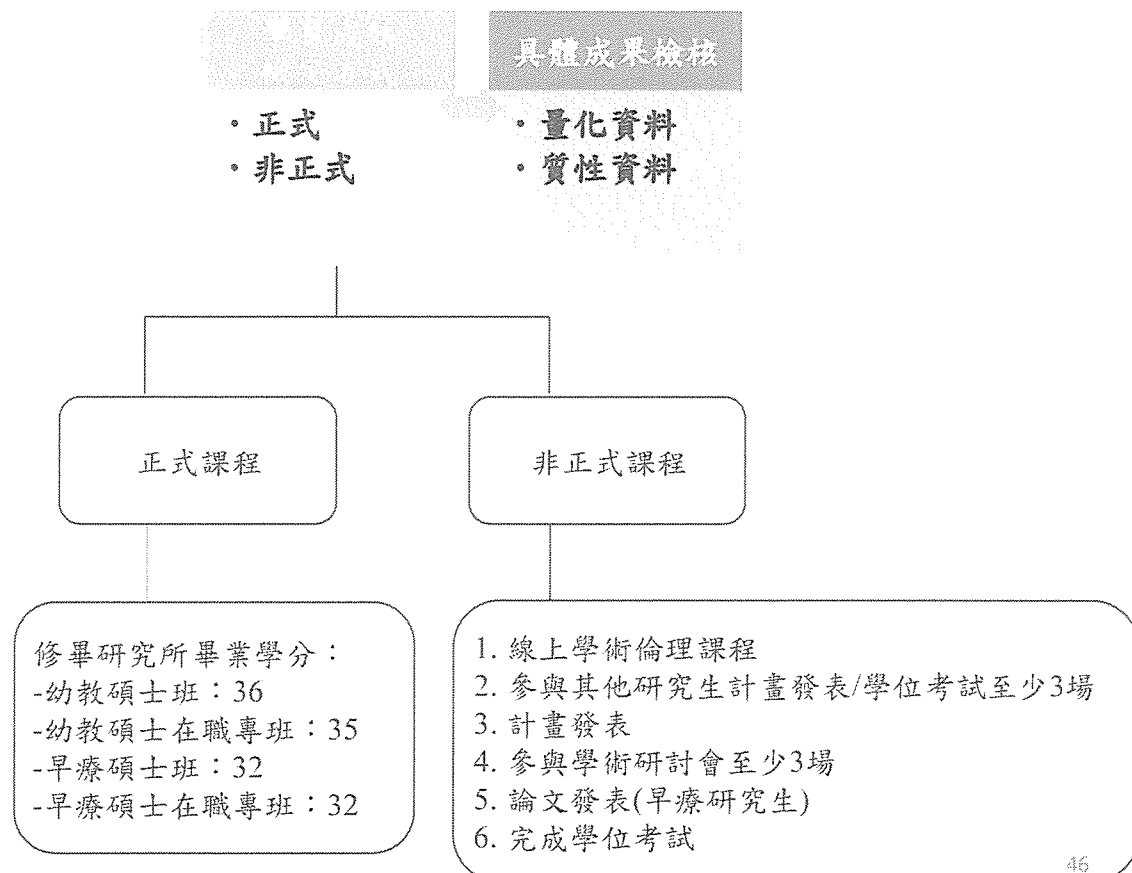 具體成果檢核
・正式
・非正式
・量化資料
・質性資料
正式課程
非正式課程
修畢研究所畢業學分：
-幼教碩士班：36
-幼教碩士在職專班：35
-早療碩士班：32
-早療碩士在職專班：32
1. 線上學術倫理課程
2. 參與其他研究生計畫發表/學位考試至少3場
3. 計畫發表
4. 參與學術研討會至少3場
5. 論文發表(早療研究生)
6. 完成學位考試
46